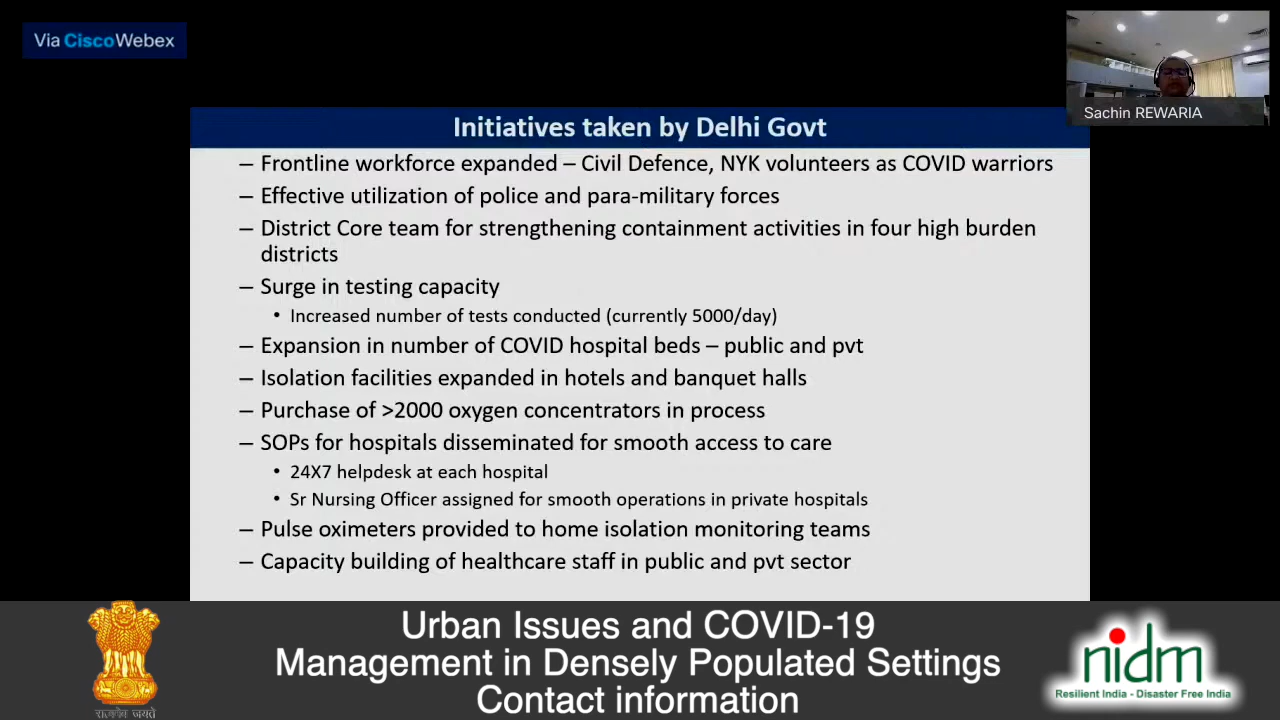 Via CiscoWebex
Sachin REWARIA
Initiatives taken by Delhi Govt
– Frontline workforce expanded – Civil Defence, NYK volunteers as COVID warriors
– Effective utilization of police and para-military forces
– District Core team for strengthening containment activities in four high burden
districts
– Surge in testing capacity
• Increased number of tests conducted (currently 5000/day)
– Expansion in number of COVID hospital beds – public and pvt
– Isolation facilities expanded in hotels and banquet halls
– Purchase of >2000 oxygen concentrators in process
– SOPs for hospitals disseminated for smooth access to care
• 24X7 helpdesk at each hospital
• Sr Nursing Officer assigned for smooth operations in private hospitals
– Pulse oximeters provided to home isolation monitoring teams
– Capacity building of healthcare staff in public and pvt sector
Urban Issues and COVID-19
Management in Densely Populated Settings
Contact information
सत्यमेव जयते
nidm
Resilient India - Disaster Free India